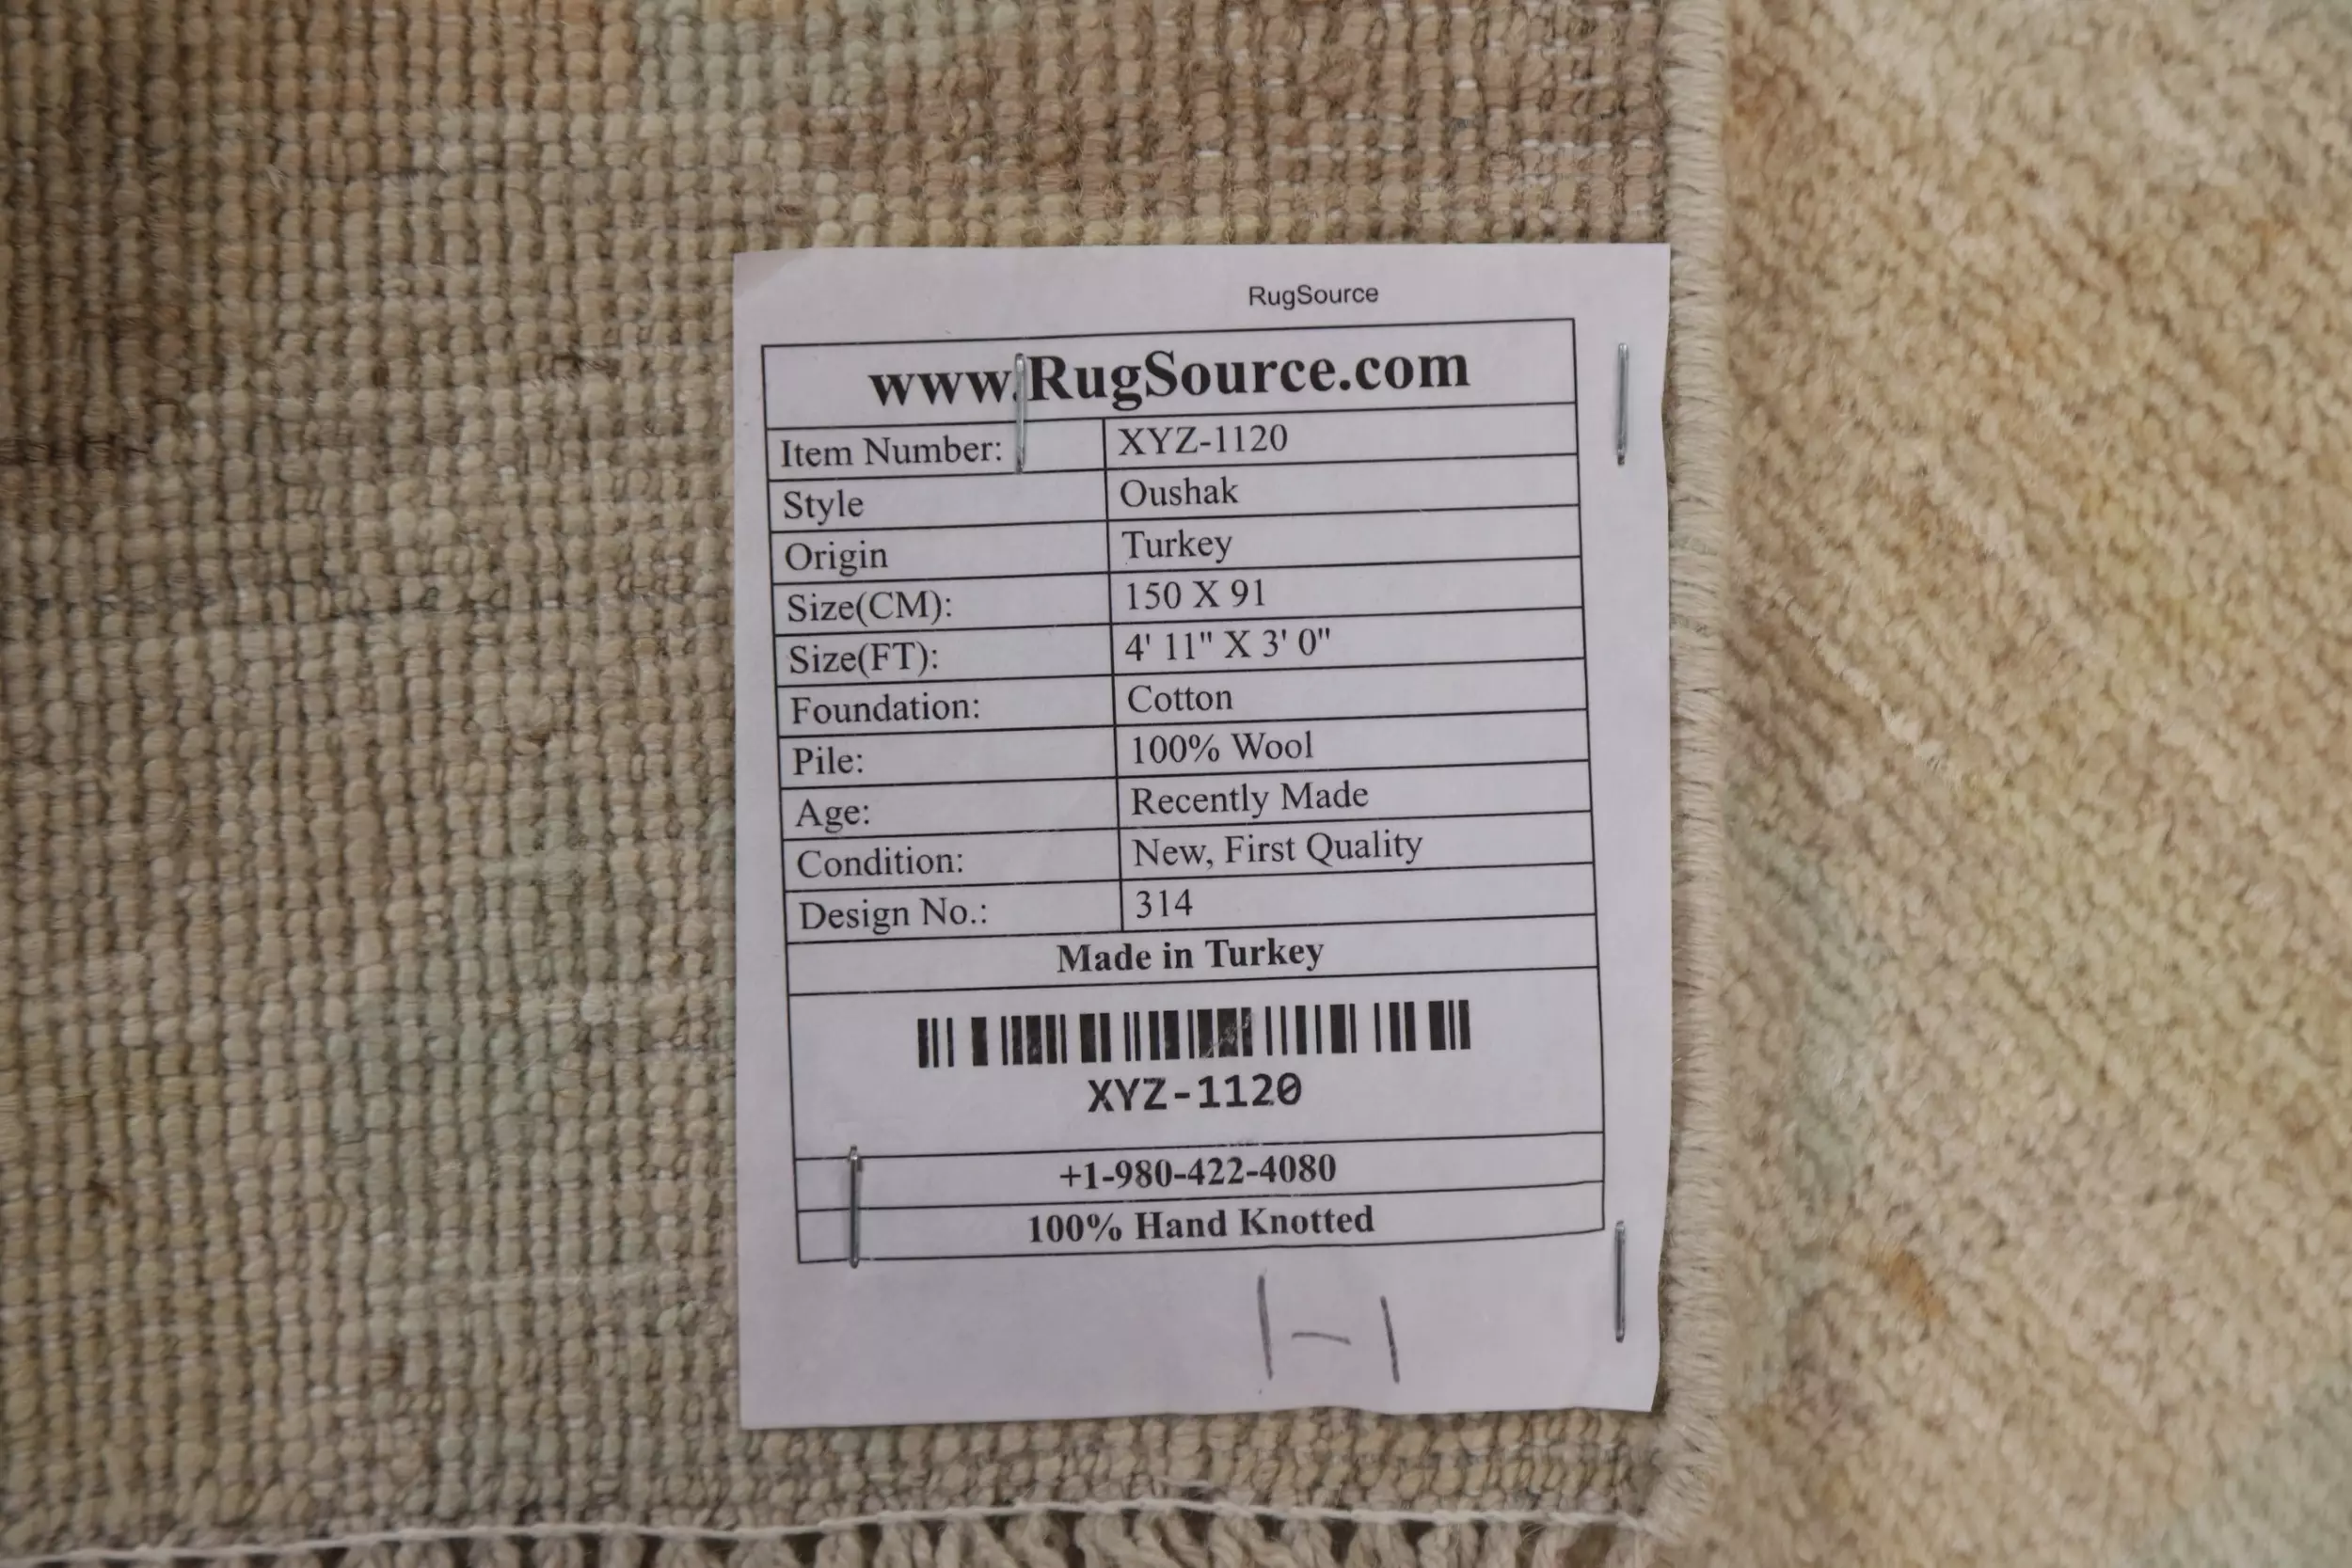 RugSource
www.RugSource.com
Item Number: XYZ-1120
Style Oushak
Origin Turkey
Size(CM): 150 X 91
Size(FT): 4' 11" X 3' 0"
Foundation: Cotton
Pile: 100% Wool
Age: Recently Made
Condition: New, First Quality
Design No.: 314
Made in Turkey
XYZ-1120
+1-980-422-4080
100% Hand Knotted
1-1